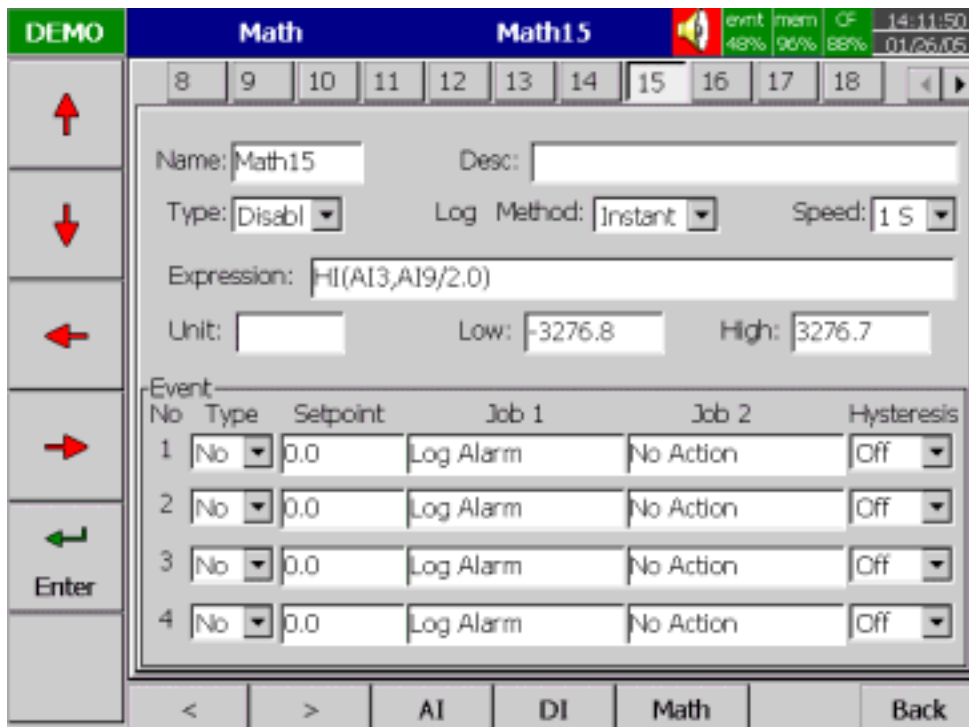 DEMO Math Math15 evnt 48% mem 96% CF 88% 14:11:50 01/26/05
8 9 10 11 12 13 14 15 16 17 18
Name: Math15 Desc:
Type: Disabl Log Method: Instant Speed: 1 S
Expression: HI(AI3,AI9/2.0)
Unit: Low: -3276.8 High: 3276.7
Event
No Type Setpoint Job 1 Job 2 Hysteresis
1 No 0.0 Log Alarm No Action Off
2 No 0.0 Log Alarm No Action Off
3 No 0.0 Log Alarm No Action Off
4 No 0.0 Log Alarm No Action Off
Enter
< > AI DI Math Back